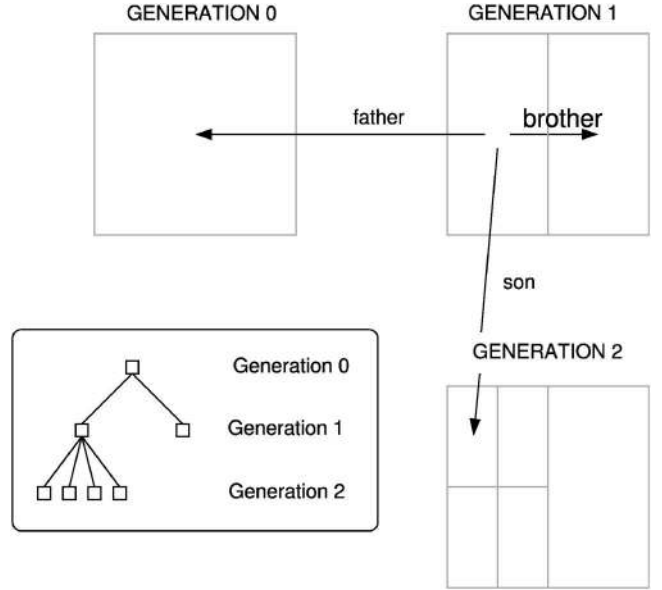 GENERATION 0
GENERATION 1
father
brother
son
GENERATION 2
Generation 0
Generation 1
Generation 2